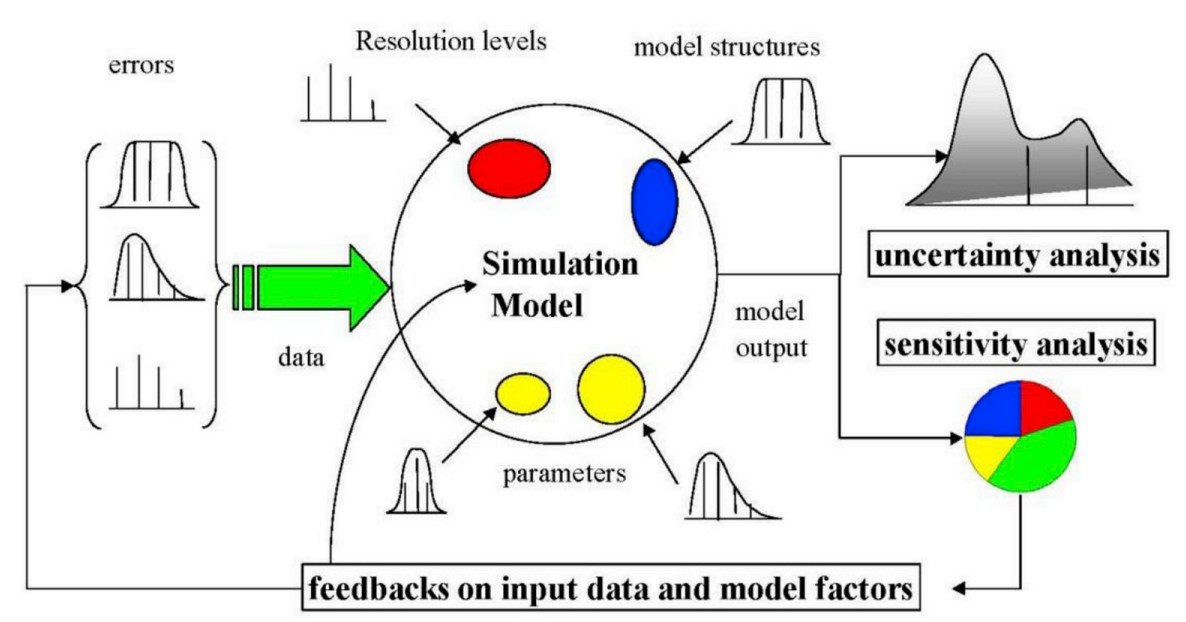 Resolution levels
model structures
errors
uncertainty analysis
Simulation
Model
model
output
sensitivity analysis
data
parameters
feedbacks on input data and model factors